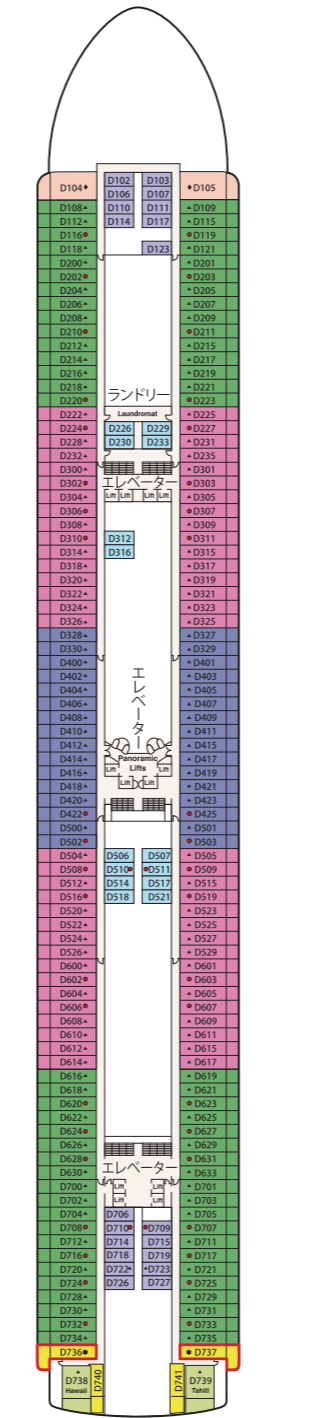 D104 D102 D103 D105
D108 D106 D107 D109
D112 D110 D111 D115
D116 D114 D117 D119
D118 D123 D121
D200 D201
D202 D203
D204 D205
D206 D207
D208 D209
D210 D211
D212 D215
D214 D217
D216 D219
D218 D221
D220 ランドリー D223
D222 Laundromat D225
D224 D226 D229 D227
D228 D230 D233 D231
D232 D235
D300 D301
D302 エレベーター D303
D304 Lift Lift Lift Lift D305
D306 D307
D308 D309
D310 D312 D311
D314 D316 D315
D318 D317
D320 D319
D322 D321
D324 D323
D326 D325
D328 D327
D330 D329
D400 D401
D402 D403
D404 D405
D406 D407
D408 D409
D410 D411
D412 エレベーター D415
D414 Panoramic D417
D416 Lift Lifts Lift D419
D418 Lift Lift D421
D420 D423
D422 D425
D500 D501
D502 D503
D504 D506 D507 D505
D508 D510 D511 D509
D512 D514 D517 D515
D516 D518 D521 D519
D520 D523
D522 D525
D524 D527
D526 D529
D600 D601
D602 D603
D604 D605
D606 D607
D608 D609
D610 D611
D612 D615
D614 D617
D616 D619
D618 D621
D620 D623
D622 D625
D624 D627
D626 D629
D628 D631
D630 エレベーター D633
D700 Lift Lift D701
D702 Lift Lift D703
D704 D706 D705
D708 D710 D709 D707
D712 D714 D715 D711
D716 D718 D719 D717
D720 D722 D723 D721
D724 D726 D727 D725
D728 D729
D730 D731
D732 D733
D734 D735
D736 D737
D738 D740 D741 D739
Hawaii Tahiti